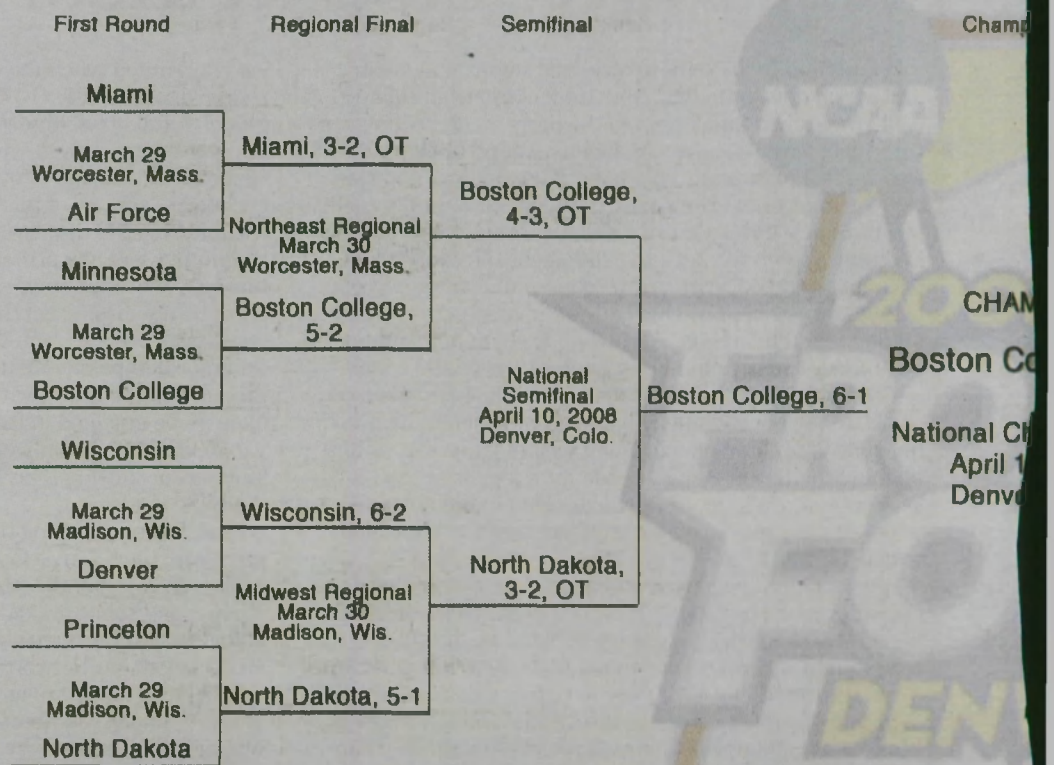 First Round
Regional Final
Semifinal
Champ
Miami
March 29
Worcester, Mass.
Air Force
Miami, 3-2, OT
Northeast Regional
March 30
Worcester, Mass.
Minnesota
March 29
Worcester, Mass.
Boston College
Boston College,
5-2
Boston College,
4-3, OT
National
Semifinal
April 10, 2008
Denver, Colo.
Wisconsin
March 29
Madison, Wis.
Denver
Wisconsin, 6-2
Midwest Regional
March 30
Madison, Wis.
Princeton
March 29
Madison, Wis.
North Dakota
North Dakota, 5-1
North Dakota,
3-2, OT
Boston College, 6-1
CHAM
Boston Co
National Ch
April 1
Denve
NCAA
200
FRO
FO
DENV